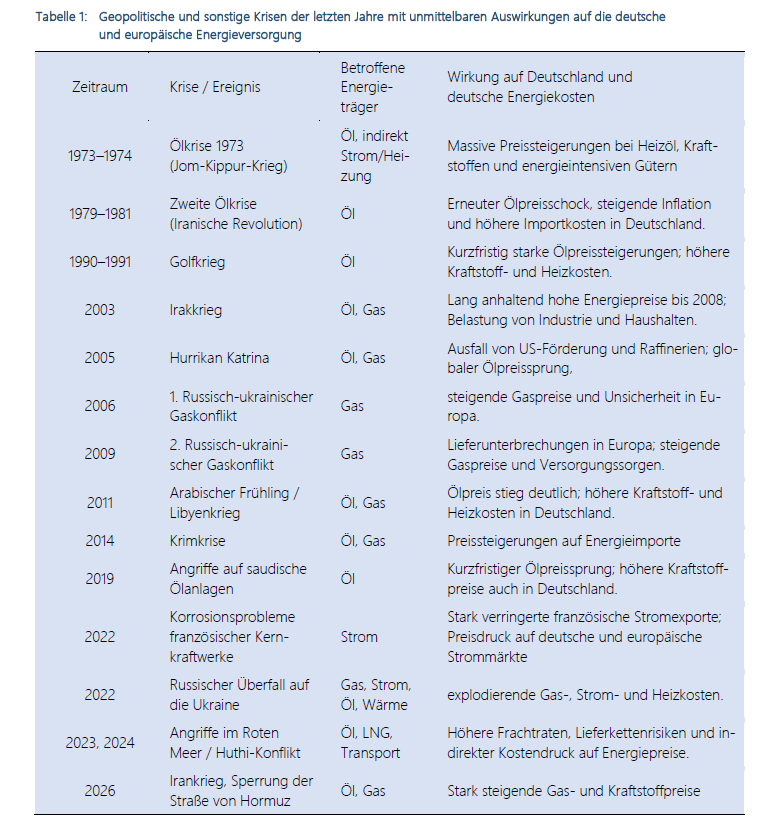 Tabelle 1: Geopolitische und sonstige Krisen der letzten Jahre mit unmittelbaren Auswirkungen auf die deutsche
und europäische Energieversorgung
Zeitraum
Krise / Ereignis
Betroffene
Energie-
träger
Wirkung auf Deutschland und
deutsche Energiekosten
1973–1974
Ölkrise 1973
(Jom-Kippur-Krieg)
Öl, indirekt
Strom/Hei-
zung
Massive Preissteigerungen bei Heizöl, Kraft-
stoffen und energieintensiven Gütern
1979–1981
Zweite Ölkrise
(Iranische Revolution)
Öl
Erneuter Ölpreisschock, steigende Inflation
und höhere Importkosten in Deutschland.
1990–1991
Golfkrieg
Öl
Kurzfristig starke Ölpreissteigerungen; höhere
Kraftstoff- und Heizkosten.
2003
Irakkrieg
Öl, Gas
Lang anhaltend hohe Energiepreise bis 2008;
Belastung von Industrie und Haushalten.
2005
Hurrikan Katrina
Öl, Gas
Ausfall von US-Förderung und Raffinerien; glo-
baler Ölpreissprung,
2006
1. Russisch-ukrainischer
Gaskonflikt
Gas
steigende Gaspreise und Unsicherheit in Eu-
ropa.
2009
2. Russisch-ukraini-
scher Gaskonflikt
Gas
Lieferunterbrechungen in Europa; steigende
Gaspreise und Versorgungssorgen.
2011
Arabischer Frühling /
Libyenkrieg
Öl, Gas
Ölpreis stieg deutlich; höhere Kraftstoff- und
Heizkosten in Deutschland.
2014
Krimkrise
Öl, Gas
Preissteigerungen auf Energieimporte
2019
Angriffe auf saudische
Ölanlagen
Öl
Kurzfristiger Ölpreissprung; höhere Kraftstoff-
preise auch in Deutschland.
2022
Korrosionsprobleme
französischer Kern-
kraftwerke
Strom
Stark verringerte französische Stromexporte;
Preisdruck auf deutsche und europäische
Strommärkte
2022
Russischer Überfall auf
die Ukraine
Gas, Strom,
Öl, Wärme
explodierende Gas-, Strom- und Heizkosten.
2023, 2024
Angriffe im Roten
Meer / Huthi-Konflikt
Öl, LNG,
Transport
Höhere Frachtraten, Lieferkettenrisiken und in-
direkter Kostendruck auf Energiepreise.
2026
Irankrieg, Sperrung der
Straße von Hormuz
Öl, Gas
Stark steigende Gas- und Kraftstoffpreise